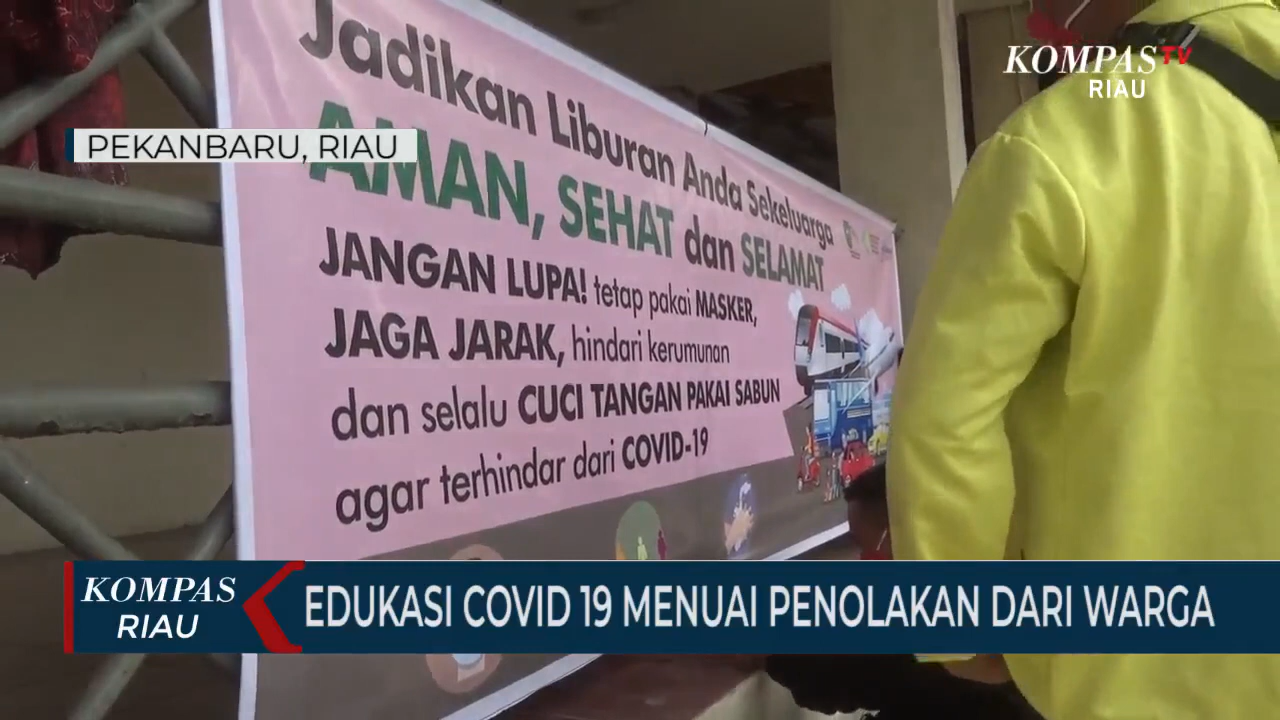 Jadikan Liburan Anda Sekeluarga
AMAN, SEHAT dan SELAMAT
JANGAN LUPA! tetap pakai MASKER,
JAGA JARAK, hindari kerumunan
dan selalu CUCI TANGAN PAKAI SABUN
agar terhindar dari COVID-19
KOMPAS TV
RIAU
PEKANBARU, RIAU
KOMPAS
RIAU
EDUKASI COVID 19 MENUAI PENOLAKAN DARI WARGA